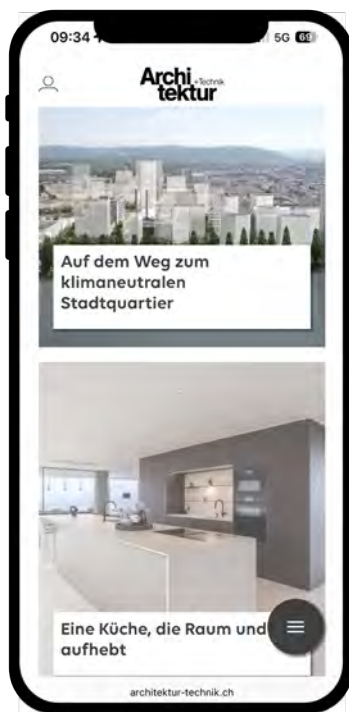 09:34
5G 69
Archi
+Technik
tektur
Auf dem Weg zum
klimaneutralen
Stadtquartier
Eine Küche, die Raum und
aufhebt
architektur-technik.ch